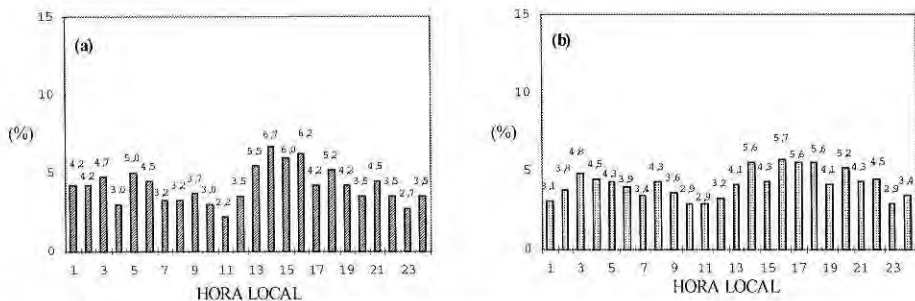 15
(a)
10
(%)
5
0
4,2 4,2 4,7 3,0 5,0 4,5 3,2 3,2 3,7 3,0 2,2 3,5 5,5 6,7 6,0 6,2 4,2 5,2 4,2 3,5 4,5 3,5 2,7 3,5
1 3 5 7 9 11 13 15 17 19 21 23
HORA LOCAL
15
(b)
10
(%)
5
0
3,1 3,8 4,8 4,5 4,3 3,9 3,4 4,3 3,6 2,9 2,9 3,2 4,1 5,6 4,3 5,7 5,6 5,6 4,1 5,2 4,3 4,5 2,9 3,4
1 3 5 7 9 11 13 15 17 19 21 23
HORA LOCAL